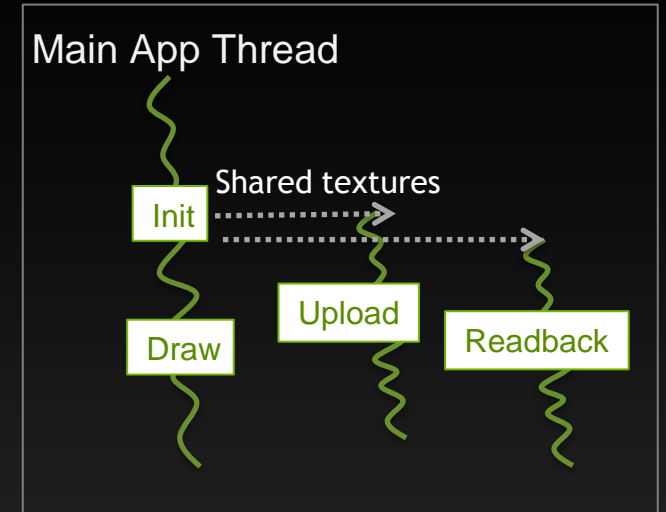 Main App Thread
Shared textures
Init
Upload
Draw
Readback